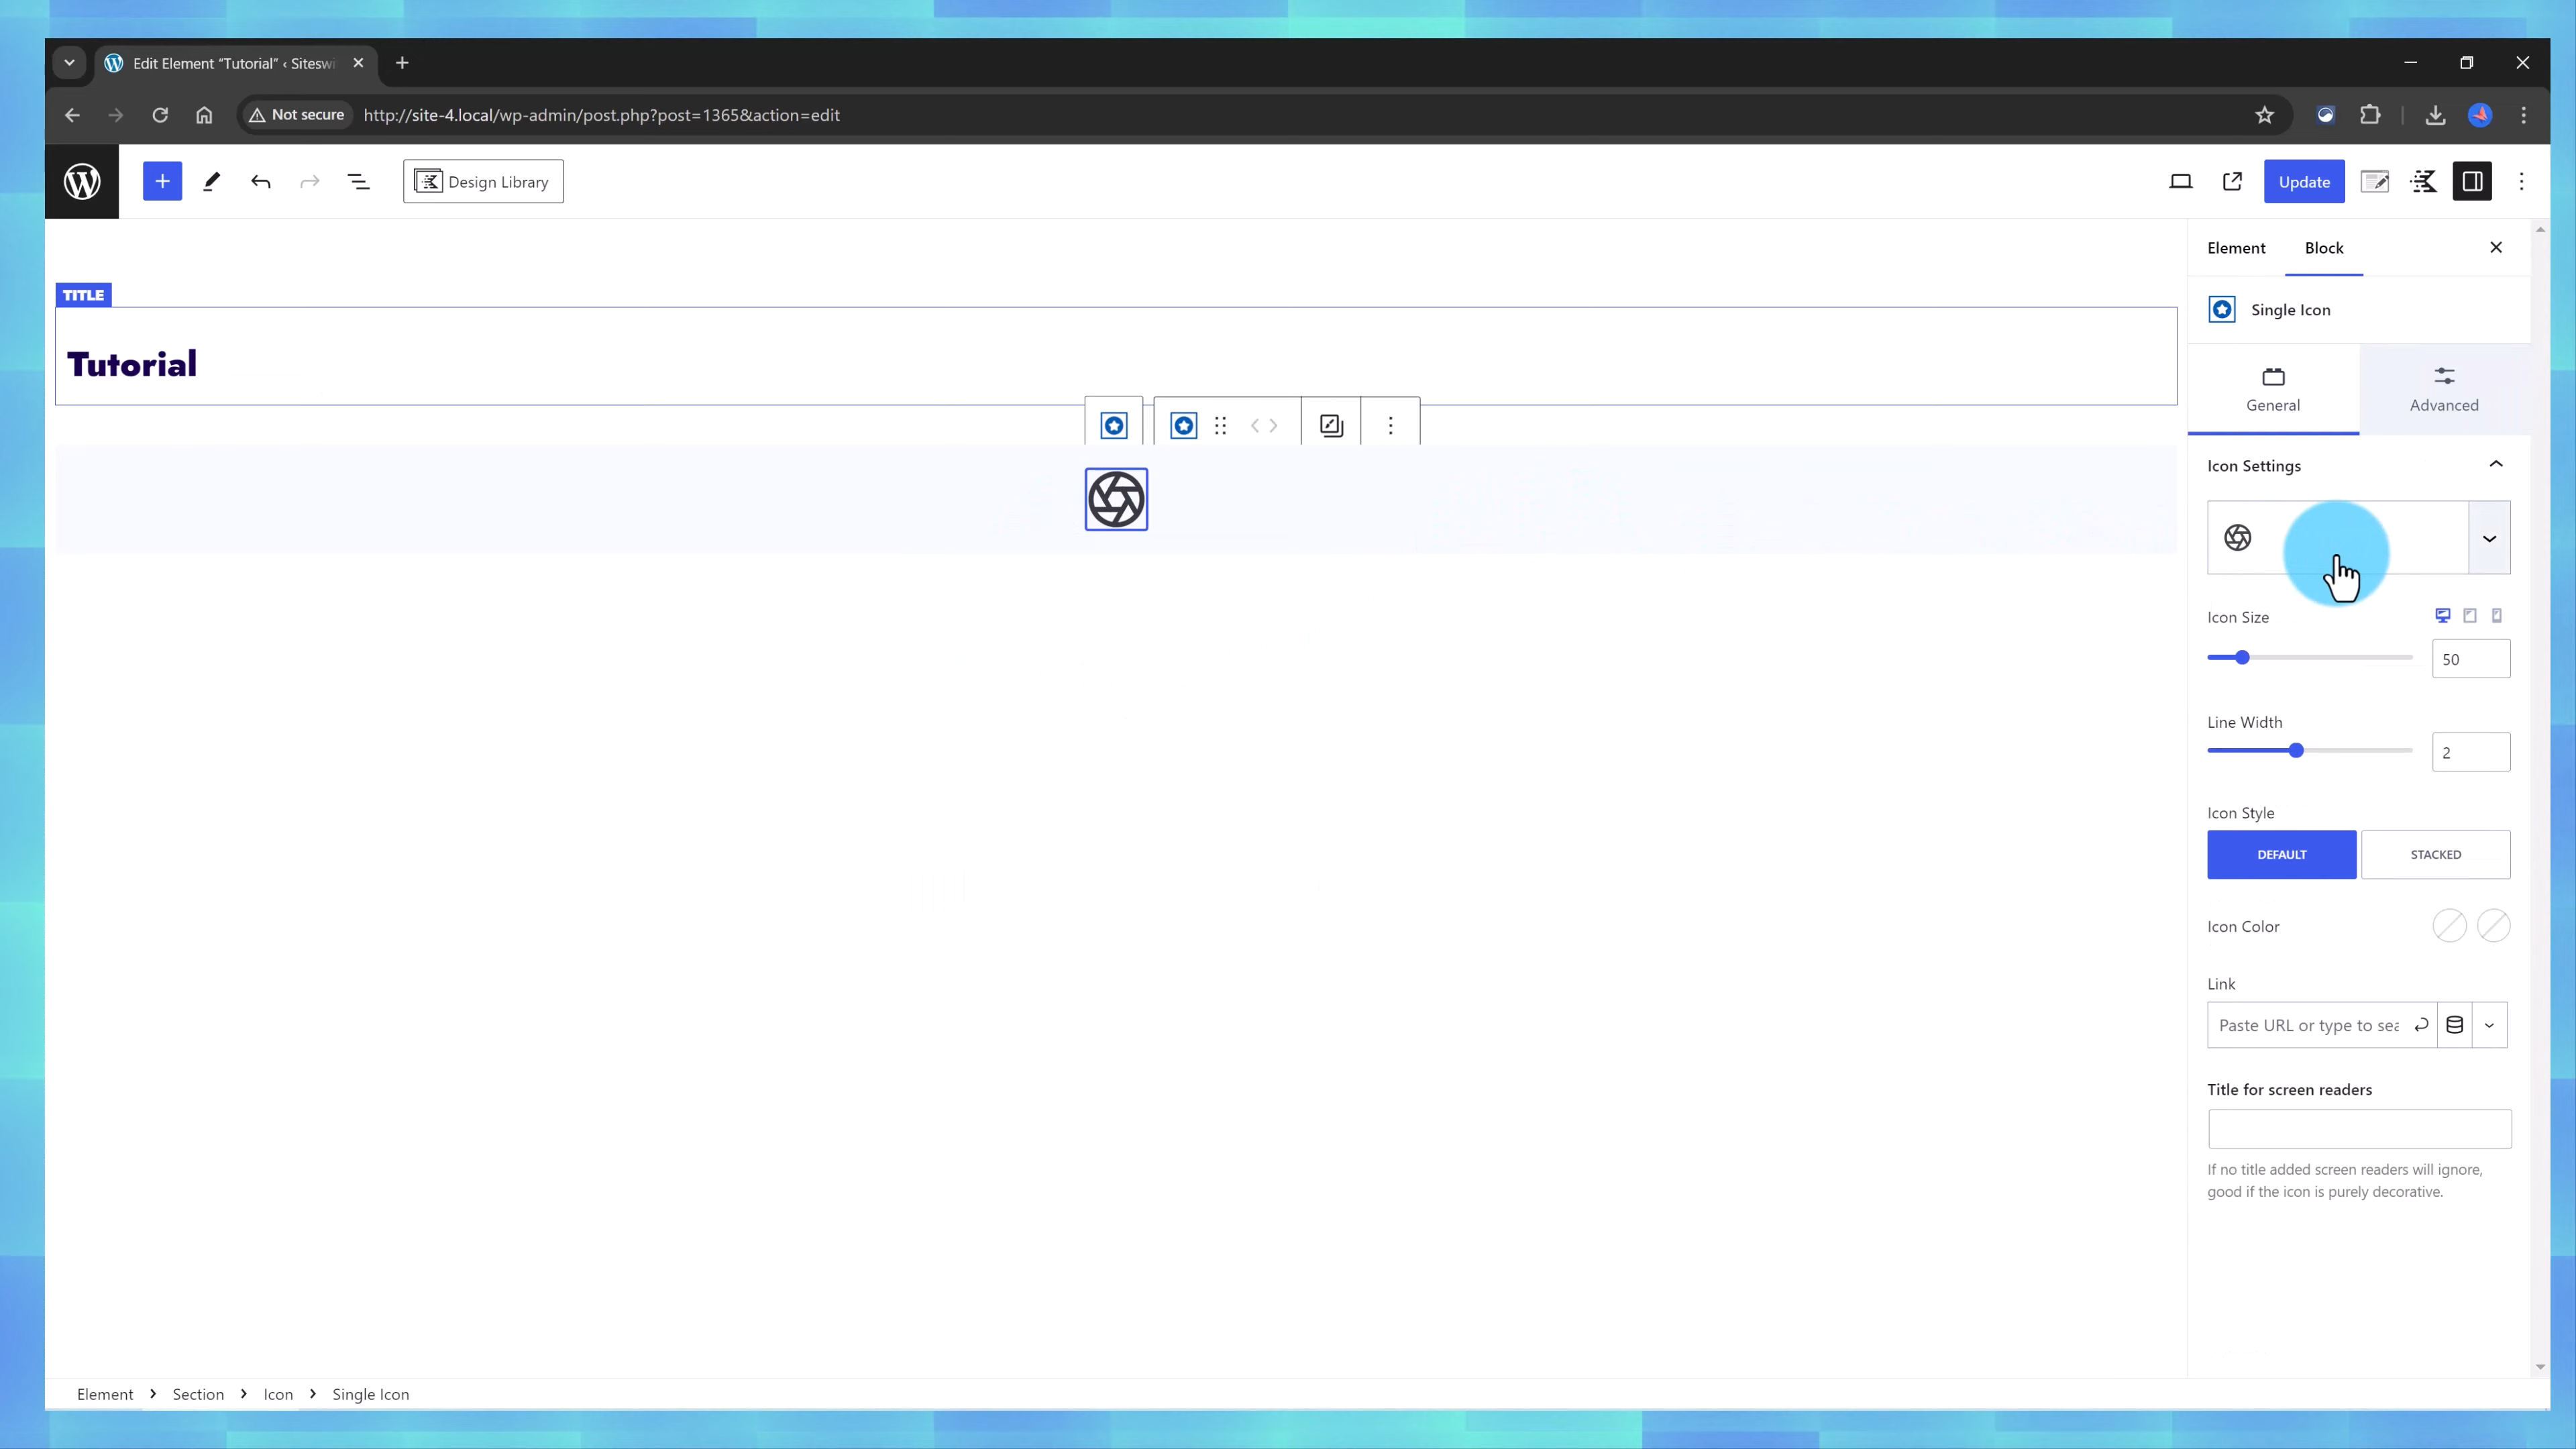 Edit Element "Tutorial" ‹ Siteswi
Not secure
http://site-4.local/wp-admin/post.php?post=1365&action=edit
Design Library
Update
Element
Block
TITLE
Tutorial
Single Icon
General
Advanced
Icon Settings
Icon Size
50
Line Width
2
Icon Style
DEFAULT
STACKED
Icon Color
Link
Paste URL or type to sea
Title for screen readers
If no title added screen readers will ignore,
good if the icon is purely decorative.
Element
Section
Icon
Single Icon